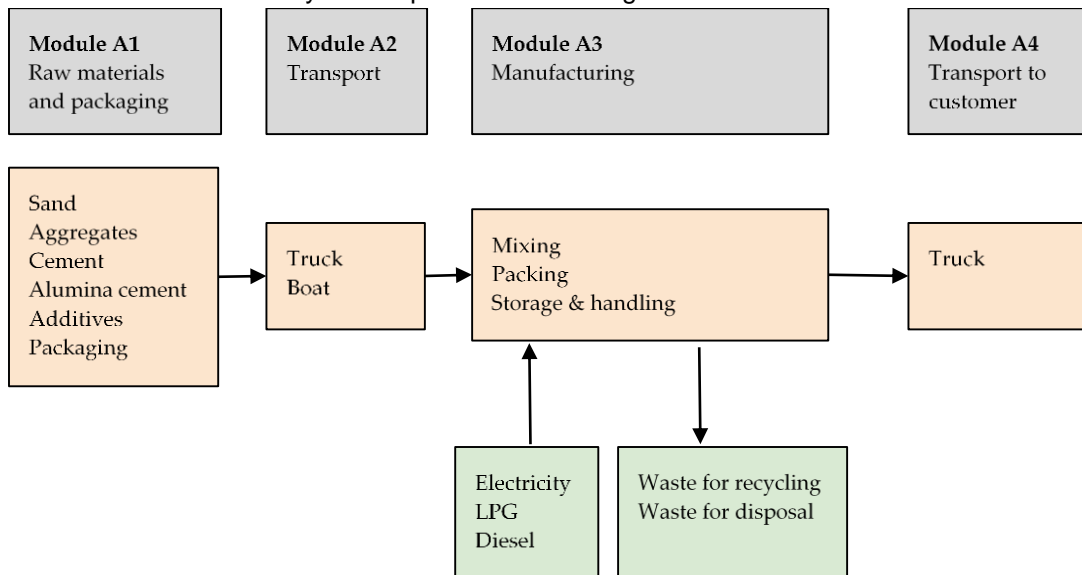 Module A1
Raw materials
and packaging
Module A2
Transport
Module A3
Manufacturing
Module A4
Transport to
customer
Sand
Aggregates
Cement
Alumina cement
Additives
Packaging
Truck
Boat
Mixing
Packing
Storage & handling
Truck
Electricity
LPG
Diesel
Waste for recycling
Waste for disposal